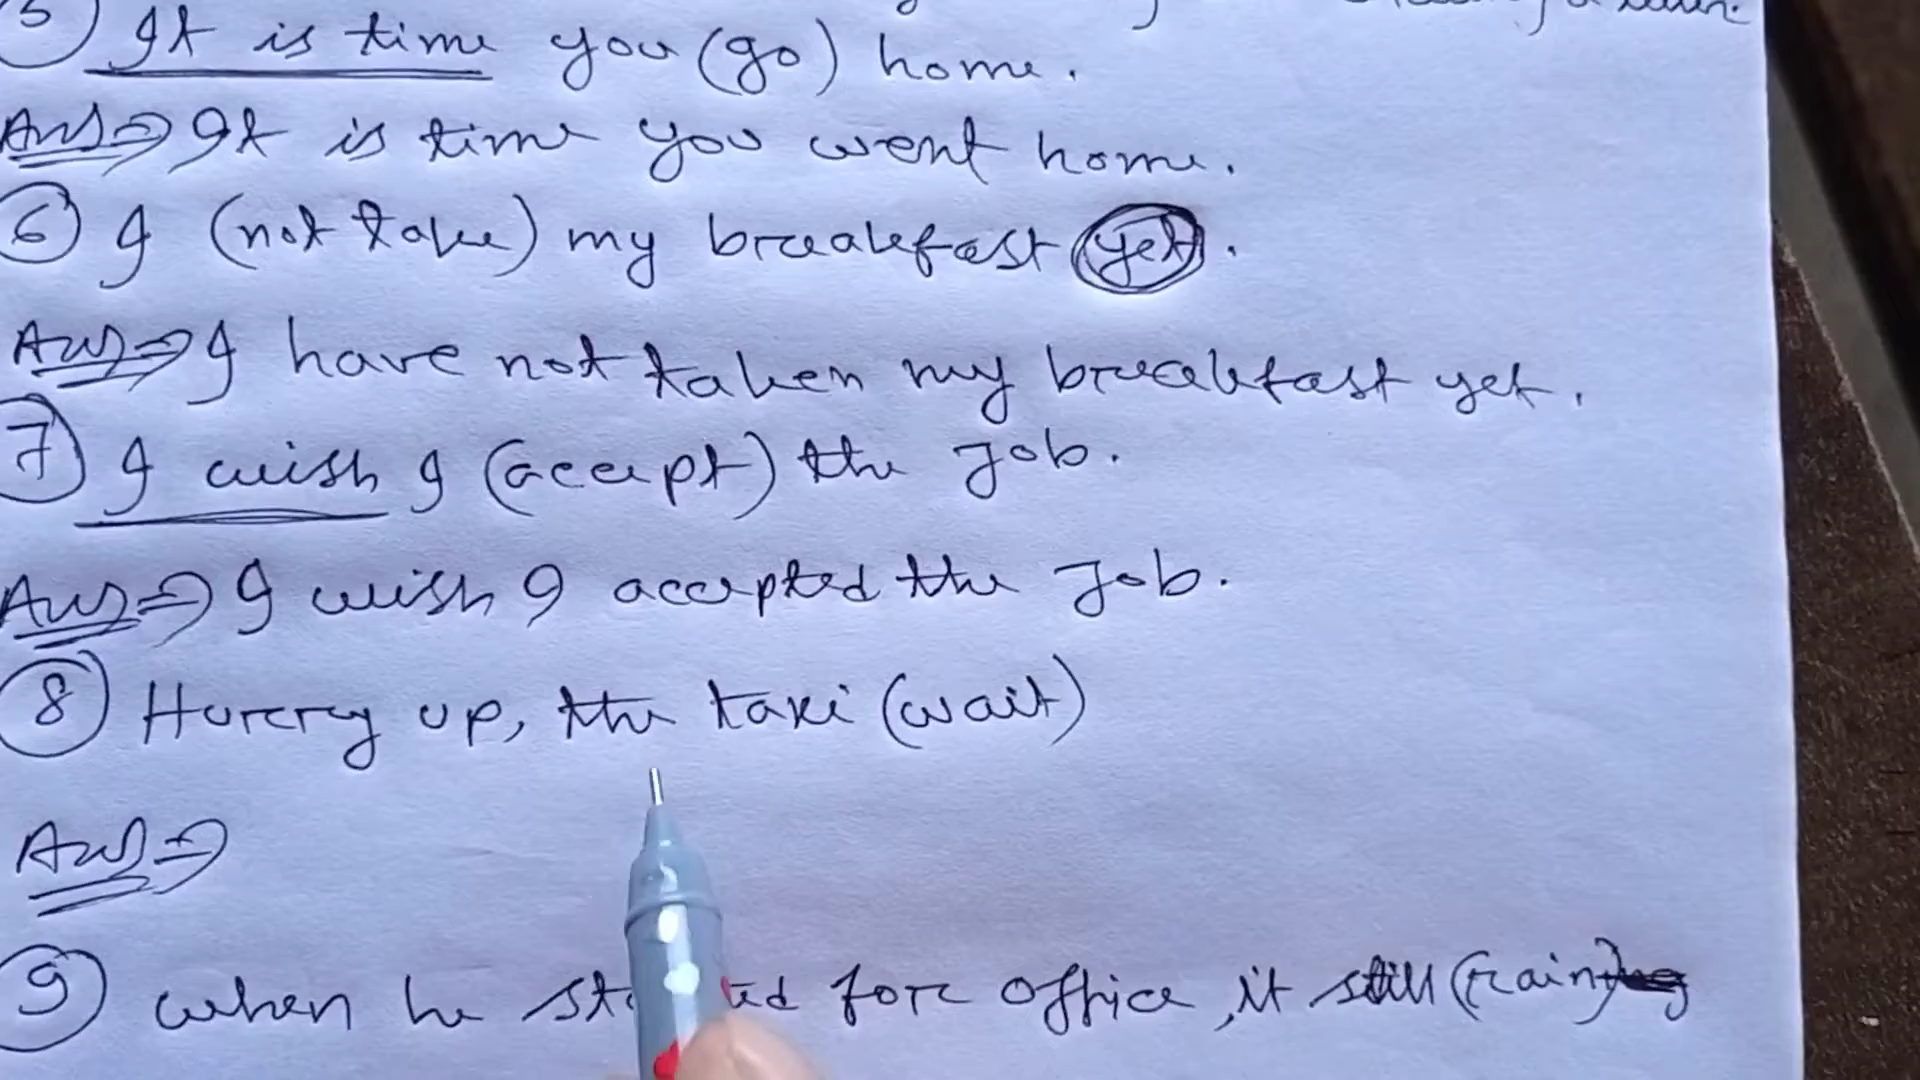 5 It is time you (go) home.
Ans⇒ It is time you went home.
6 I (not take) my breakfast yet.
Ans⇒ I have not taken my breakfast yet.
7 I wish I (accept) the job.
Ans⇒ I wish I accepted the job.
8 Hurry up, the taxi (wait)
Ans⇒
9 when he for office, it still (rain)